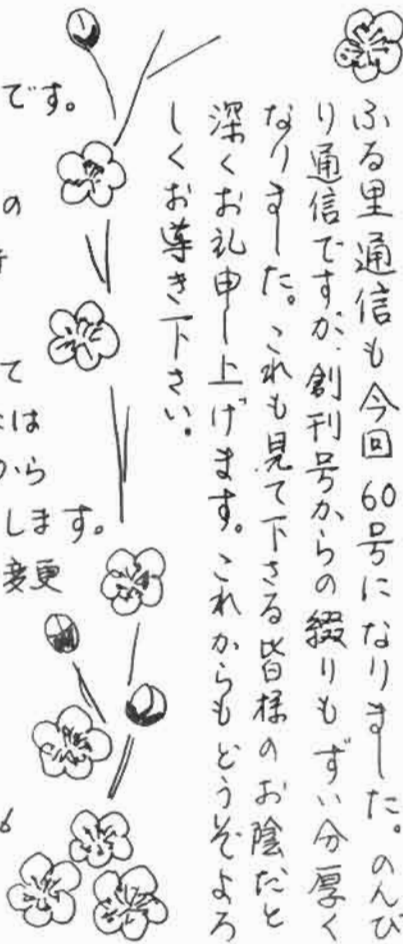 ふる里通信も今回60号になりました。のんび
り通信ですが、創刊号からの綴りもずい分厚く
なりました。これも見て下さる皆様のお陰だと
深くお礼申し上げます。これからもどうぞよろ
しくお導き下さい。
です。
の
て
は
から
します。
変更